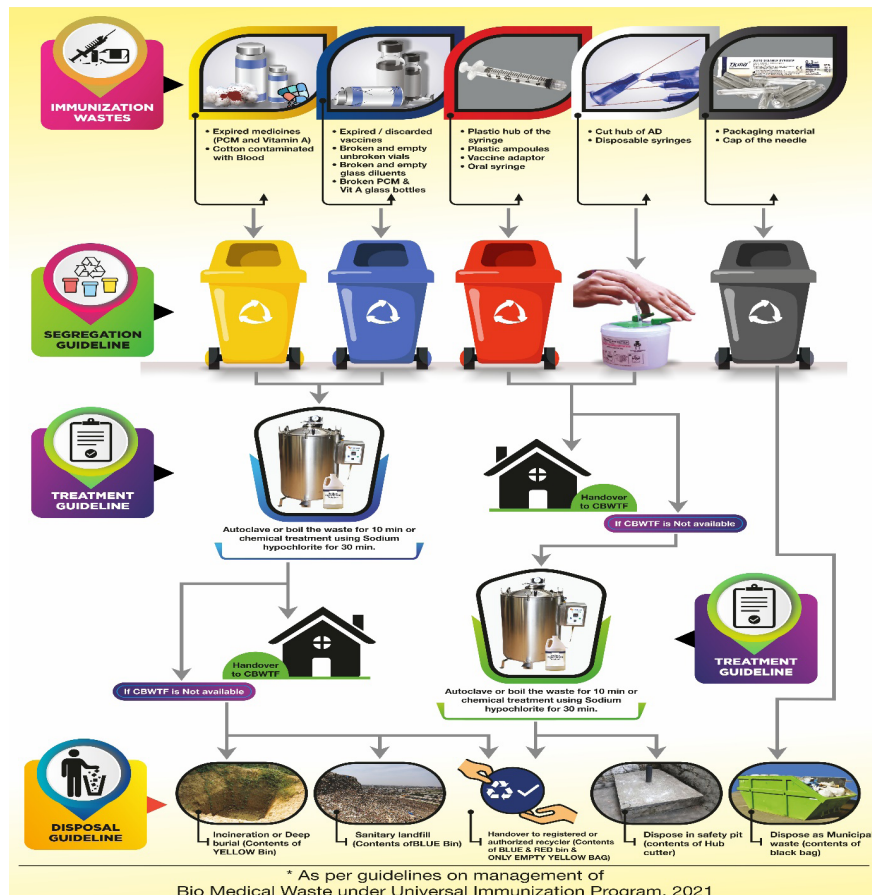 IMMUNIZATION
WASTES
• Expired medicines
(PCM and Vitamin A)
• Cotton contaminated
with Blood
• Expired / discarded
vaccines
• Broken and empty
unbroken vials
• Broken and empty
glass diluents
• Broken PCM &
Vit A glass bottles
• Plastic hub of the
syringe
• Plastic ampoules
• Vaccine adaptor
• Oral syringe
• Cut hub of AD
• Disposable syringes
• Packaging material
• Cap of the needle
SEGREGATION
GUIDELINE
TREATMENT
GUIDELINE
Autoclave or boil the waste for 10 min or
chemical treatment using Sodium
hypochlorite for 30 min.
Handover
to CBWTF
If CBWTF is Not available
Handover
to CBWTF
If CBWTF is Not available
Autoclave or boil the waste for 10 min or
chemical treatment using Sodium
hypochlorite for 30 min.
TREATMENT
GUIDELINE
DISPOSAL
GUIDELINE
Incineration or Deep
burial (Contents of
YELLOW Bin)
Sanitary landfill
(Contents ofBLUE Bin)
Handover to registered or
authorized recycler (Contents
of BLUE & RED bin &
ONLY EMPTY YELLOW BAG)
Dispose in safety pit
(contents of Hub
cutter)
Dispose as Municipa
waste (contents of
black bag)
* As per guidelines on management of
Bio Medical Waste under Universal Immunization Program, 2021